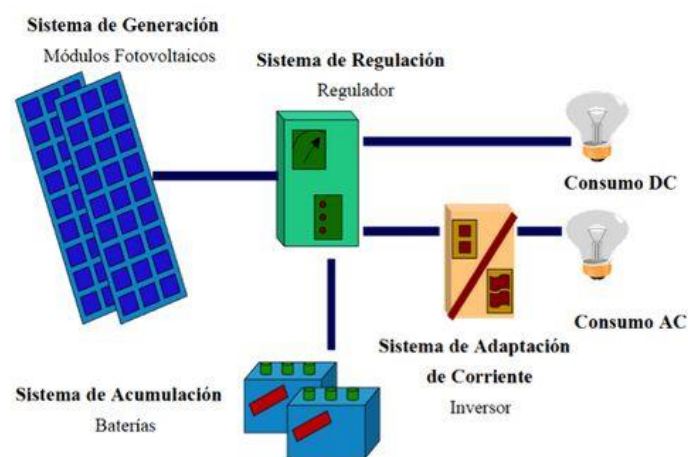 Sistema de Generación
Módulos Fotovoltaicos
Sistema de Regulación
Regulador
Consumo DC
Consumo AC
Sistema de Adaptación
de Corriente
Inversor
Sistema de Acumulación
Baterías